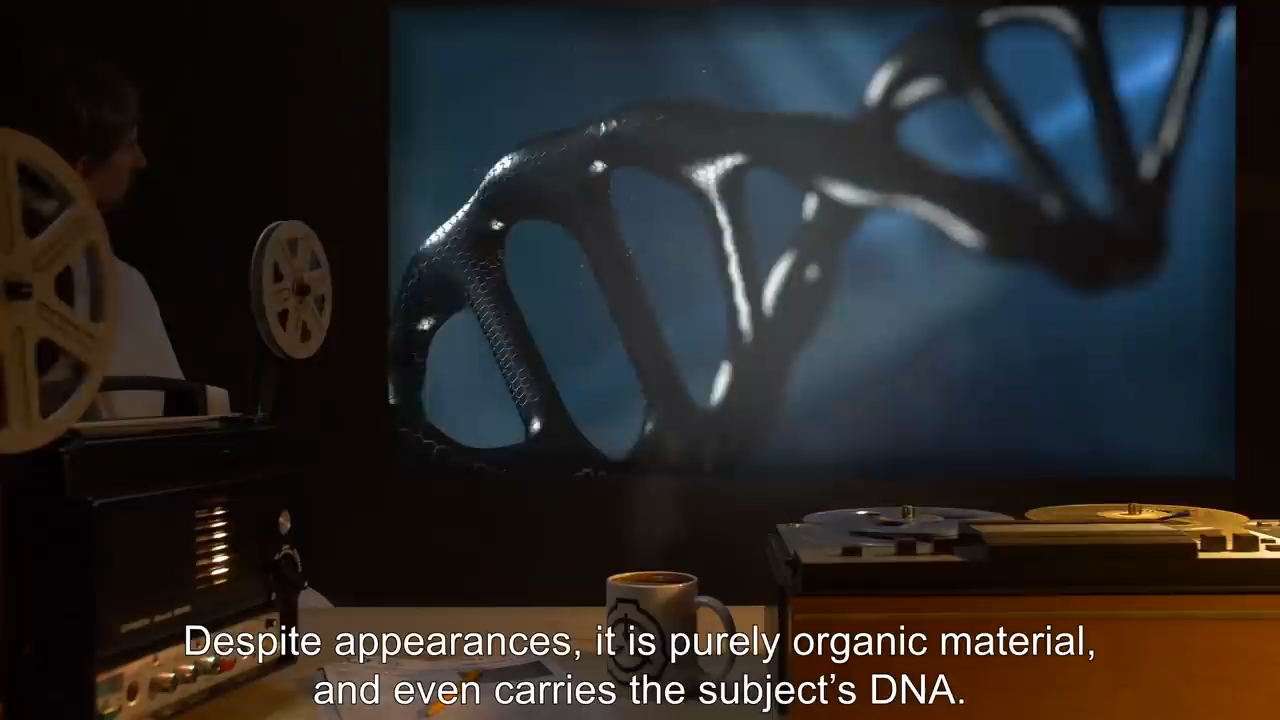 Despite appearances, it is purely organic material,
and even carries the subject’s DNA.